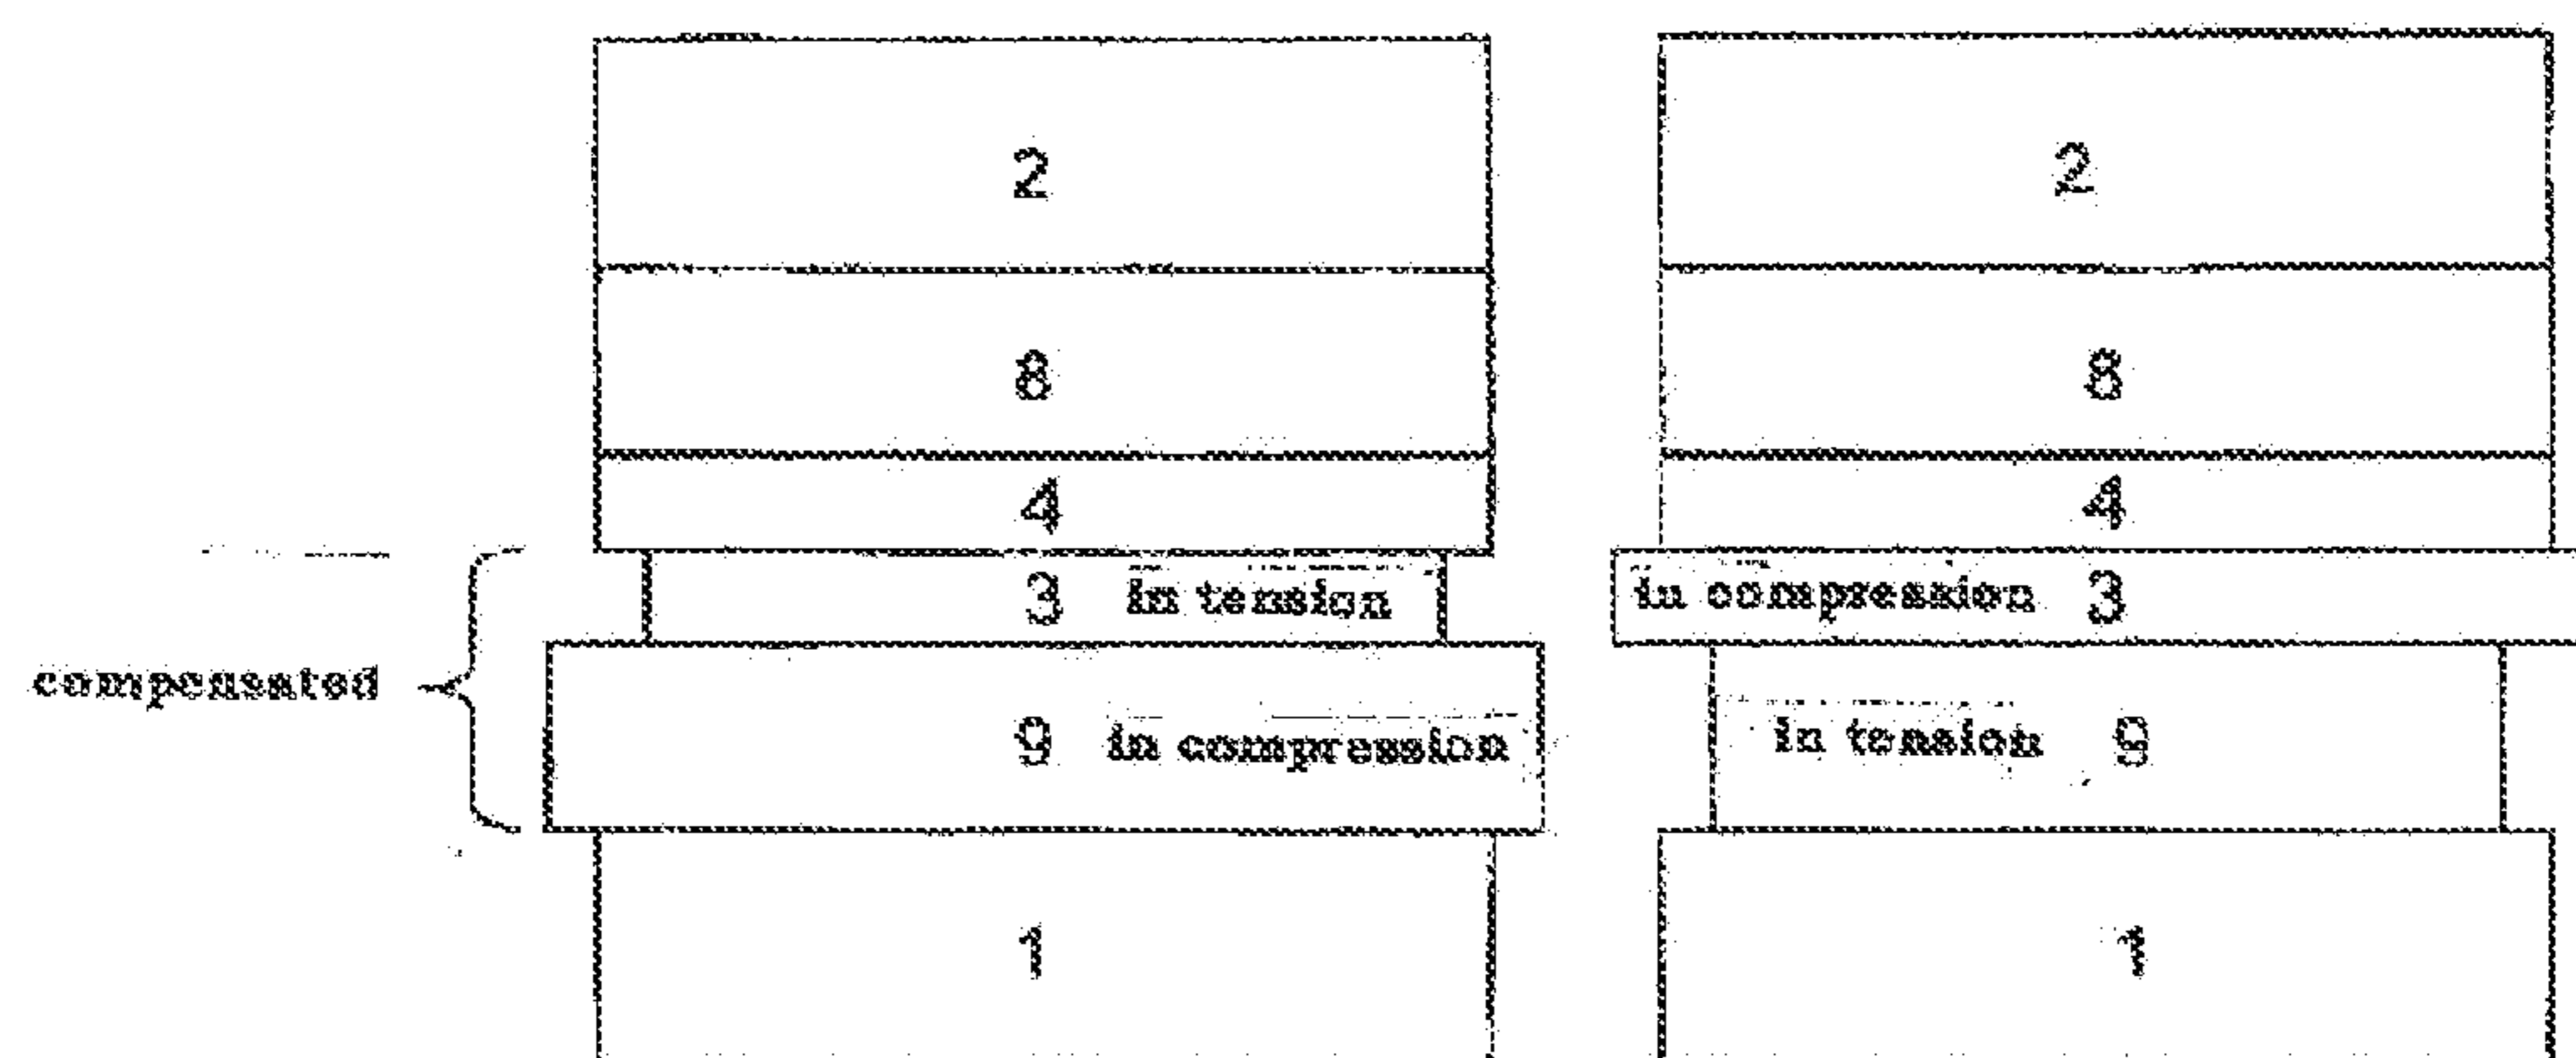 2 2
8 8
4 4
3 in tension in compression 3
compensated
9 in compression in tension 9
1 1